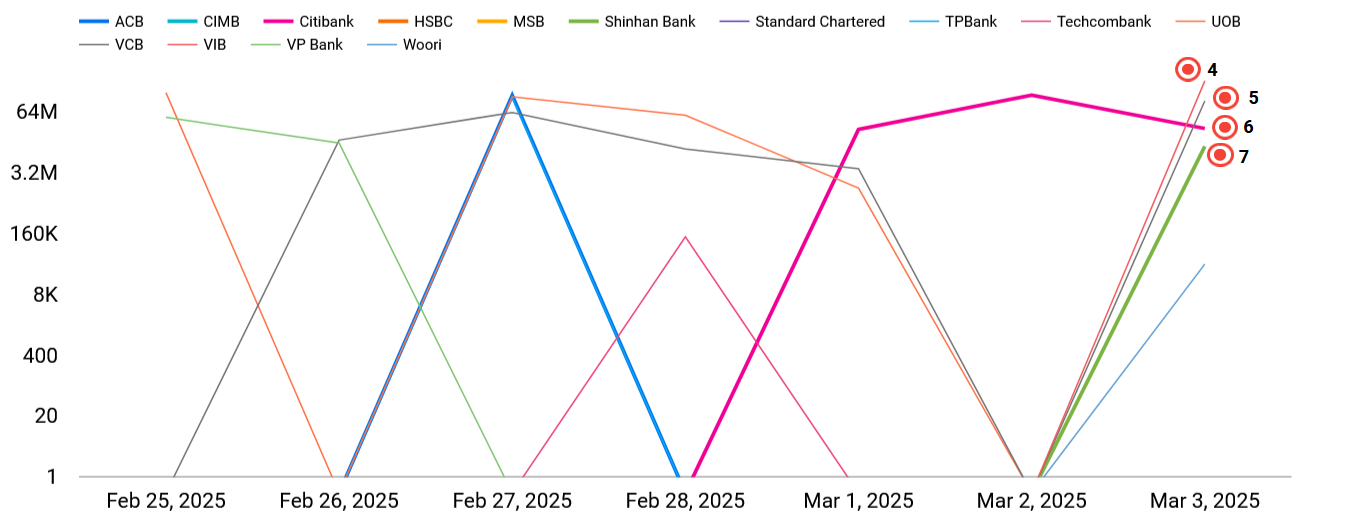 ACB CIMB Citibank HSBC MSB Shinhan Bank Standard Chartered TPBank Techcombank UOB
VCB VIB VP Bank Woori
4
5
64M
6
7
3.2M
160K
8K
400
20
1
Feb 25, 2025 Feb 26, 2025 Feb 27, 2025 Feb 28, 2025 Mar 1, 2025 Mar 2, 2025 Mar 3, 2025